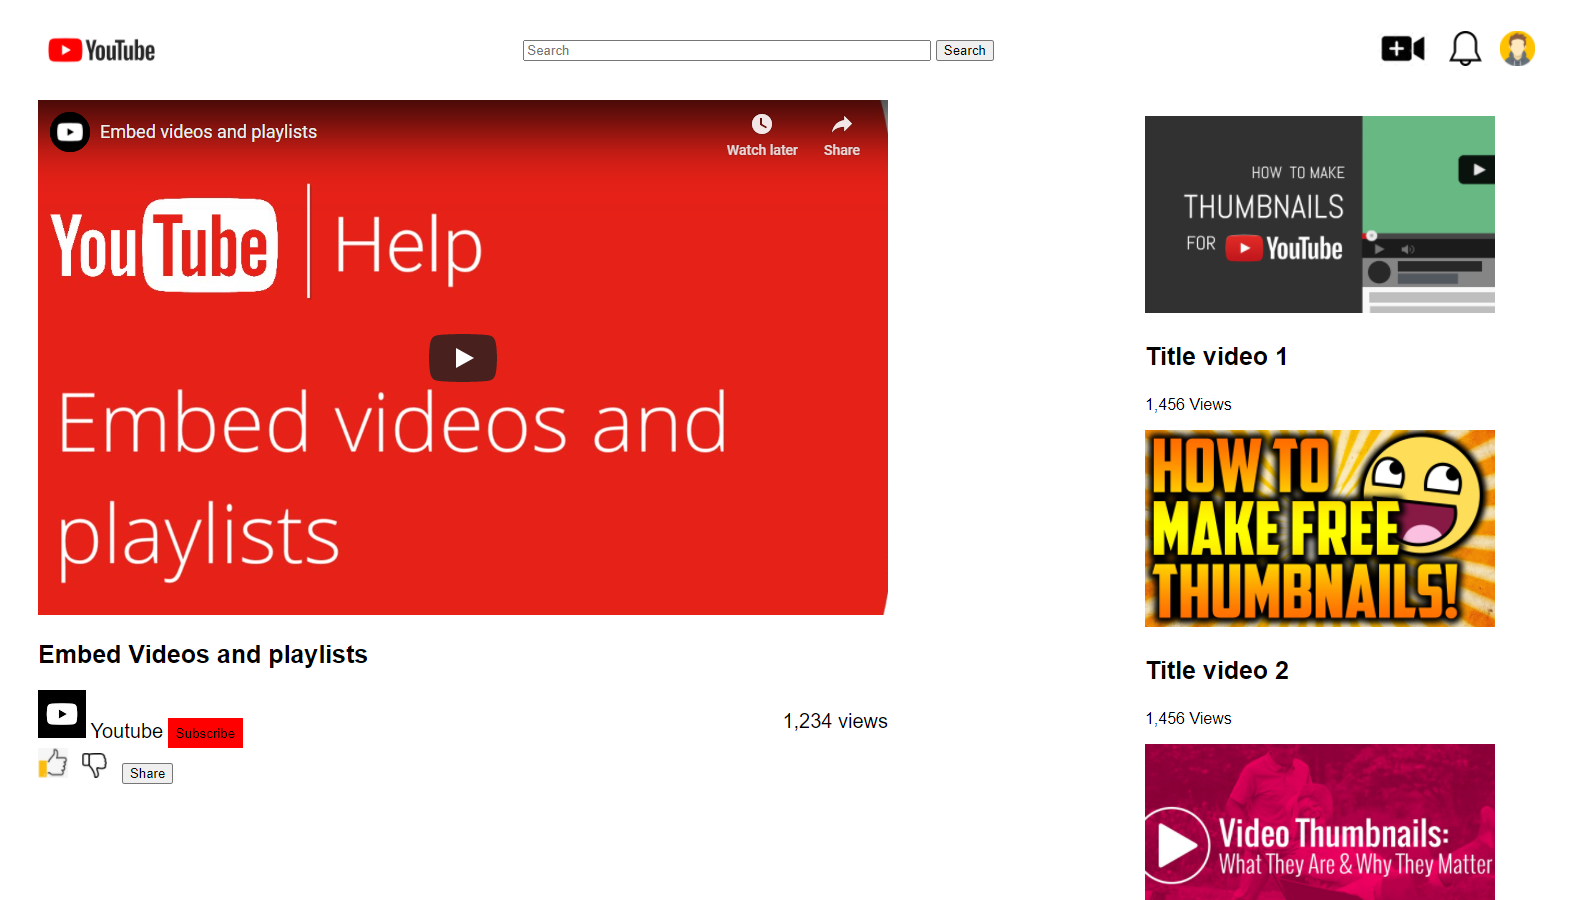 YouTube
Search
Search
Embed videos and playlists
Watch later
Share
YouTube
Help
Embed videos and
playlists
Embed Videos and playlists
Youtube
Subscribe
1,234 views
Share
HOW TO MAKE
THUMBNAILS
FOR YouTube
Title video 1
1,456 Views
HOW TO
MAKE FREE
THUMBNAILS!
Title video 2
1,456 Views
Video Thumbnails:
What They Are & Why They Matter